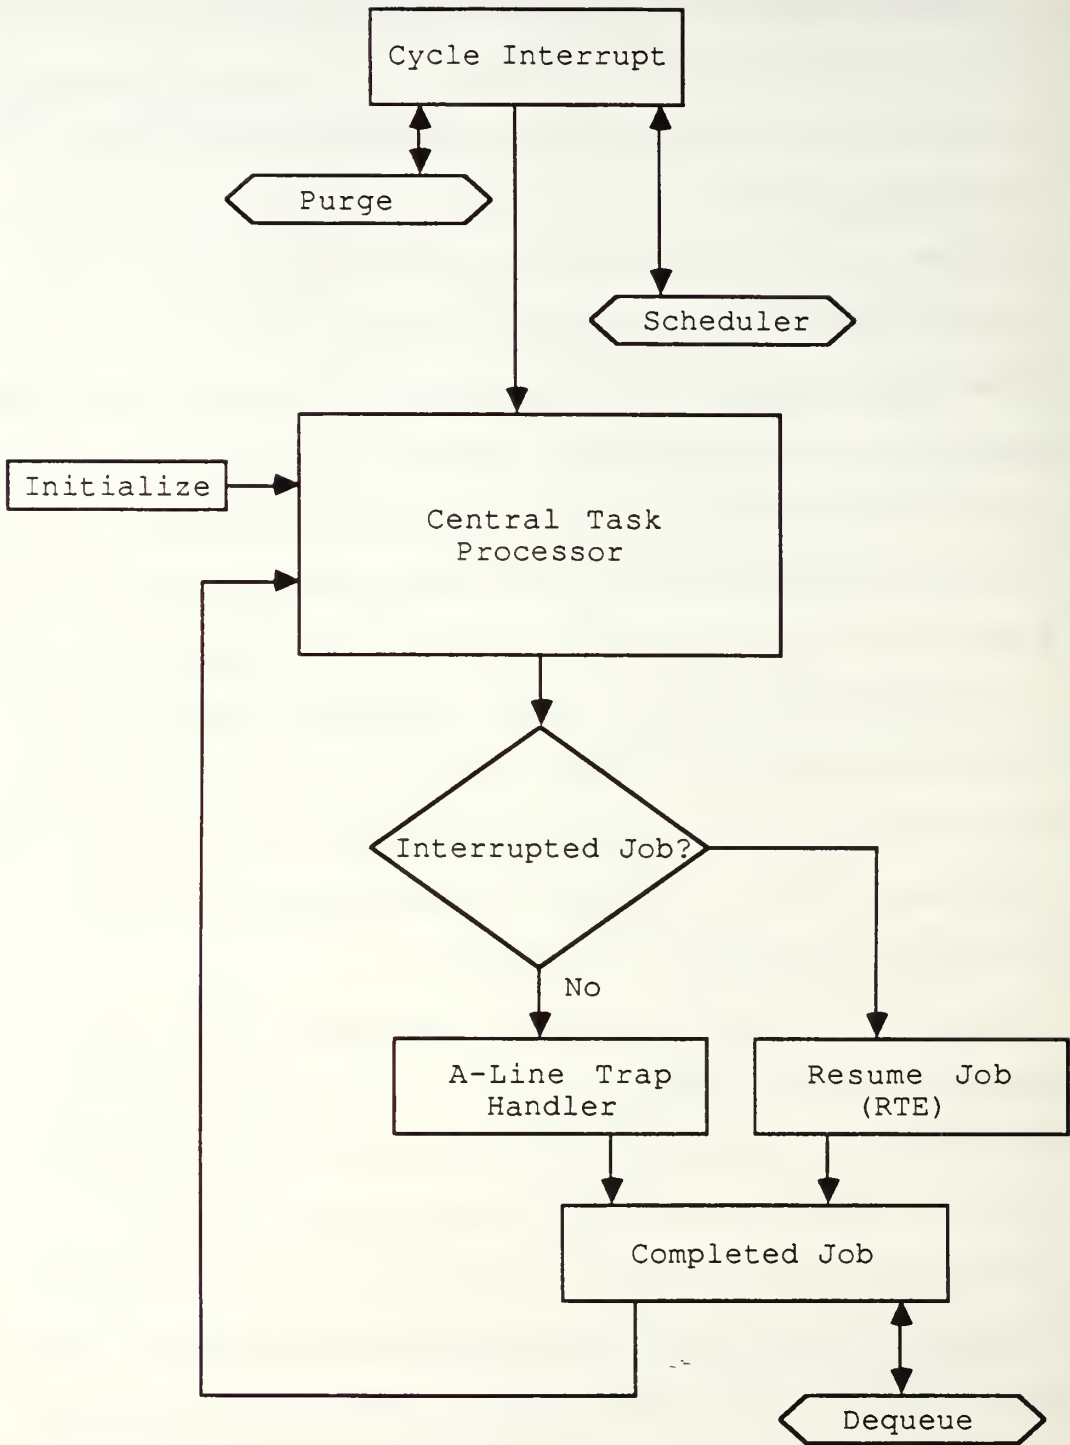 Cycle Interrupt
Purge
Scheduler
Initialize
Central Task
Processor
Interrupted Job?
No
A-Line Trap
Handler
Resume Job
(RTE)
Completed Job
Dequeue